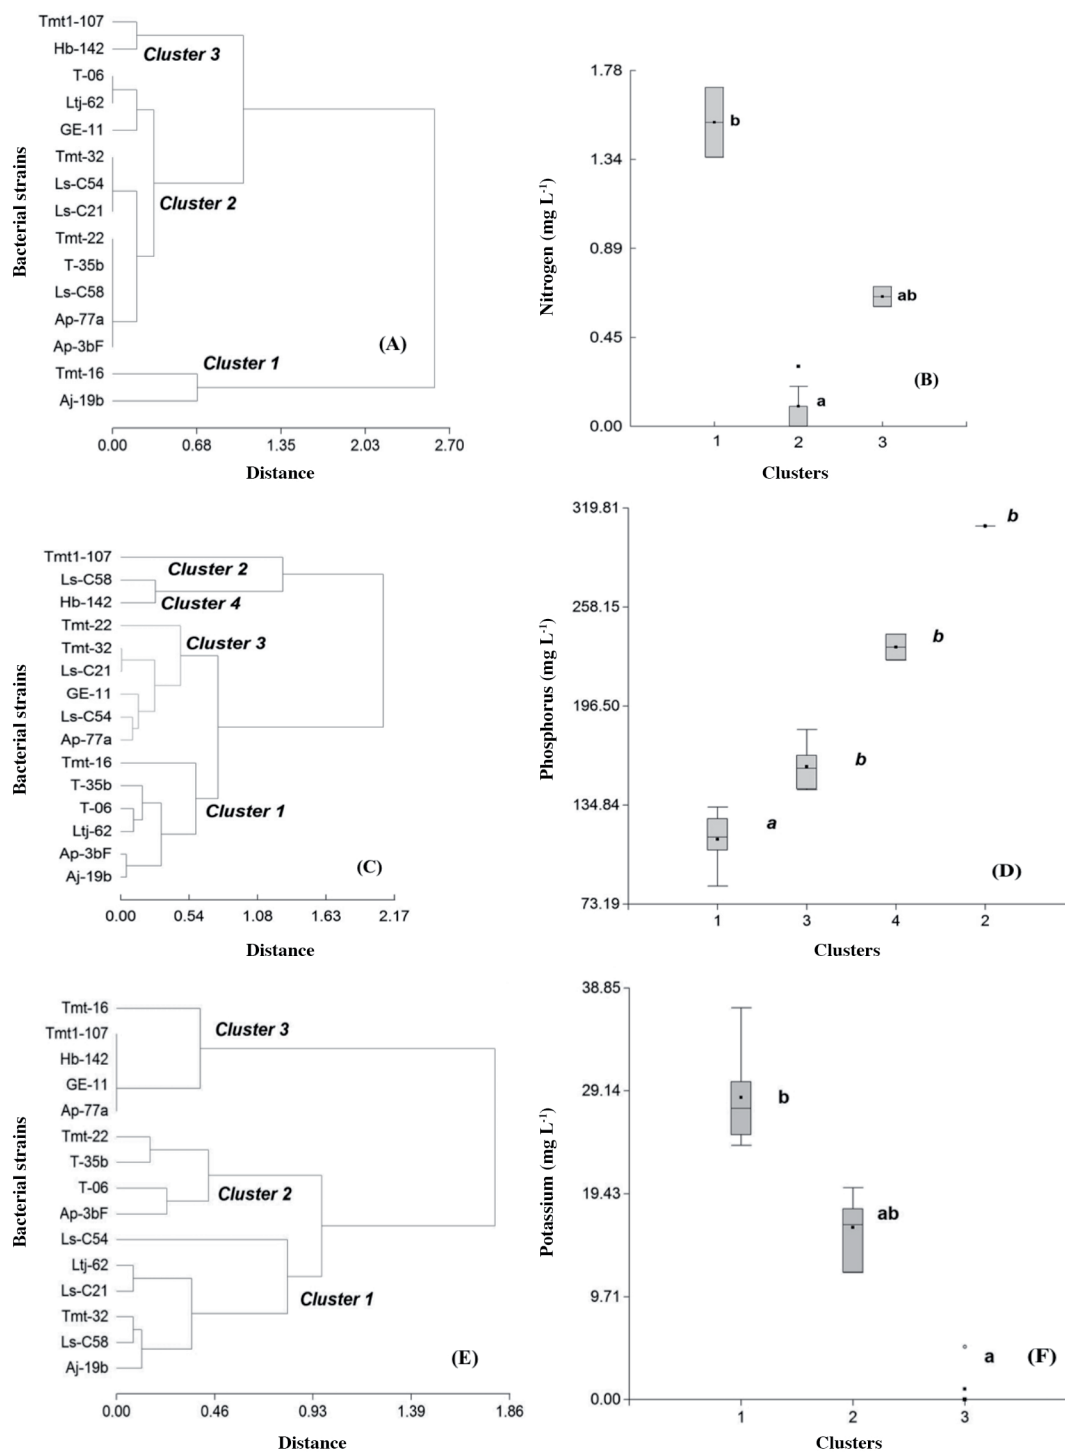 Bacterial strains
Tmt1-107
Hb-142
T-06
Ltj-62
GE-11
Tmt-32
Ls-C54
Ls-C21
Tmt-22
T-35b
Ls-C58
Ap-77a
Ap-3bF
Tmt-16
Aj-19b
Cluster 3
Cluster 2
Cluster 1
(A)
0.00 0.68 1.35 2.03 2.70
Distance
Nitrogen (mg L-1)
1.78
1.34
0.89
0.45
0.00
b
a
ab
(B)
1 2 3
Clusters
Bacterial strains
Tmt1-107
Ls-C58
Hb-142
Tmt-22
Tmt-32
Ls-C21
GE-11
Ls-C54
Ap-77a
Tmt-16
T-35b
T-06
Ltj-62
Ap-3bF
Aj-19b
Cluster 2
Cluster 4
Cluster 3
Cluster 1
(C)
0.00 0.54 1.08 1.63 2.17
Distance
Phosphorus (mg L-1)
319.81
258.15
196.50
134.84
73.19
a
b
b
b
(D)
1 3 4 2
Clusters
Bacterial strains
Tmt-16
Tmt1-107
Hb-142
GE-11
Ap-77a
Tmt-22
T-35b
T-06
Ap-3bF
Ls-C54
Ltj-62
Ls-C21
Tmt-32
Ls-C58
Aj-19b
Cluster 3
Cluster 2
Cluster 1
(E)
0.00 0.46 0.93 1.39 1.86
Distance
Potassium (mg L-1)
38.85
29.14
19.43
9.71
0.00
b
ab
a
(F)
1 2 3
Clusters